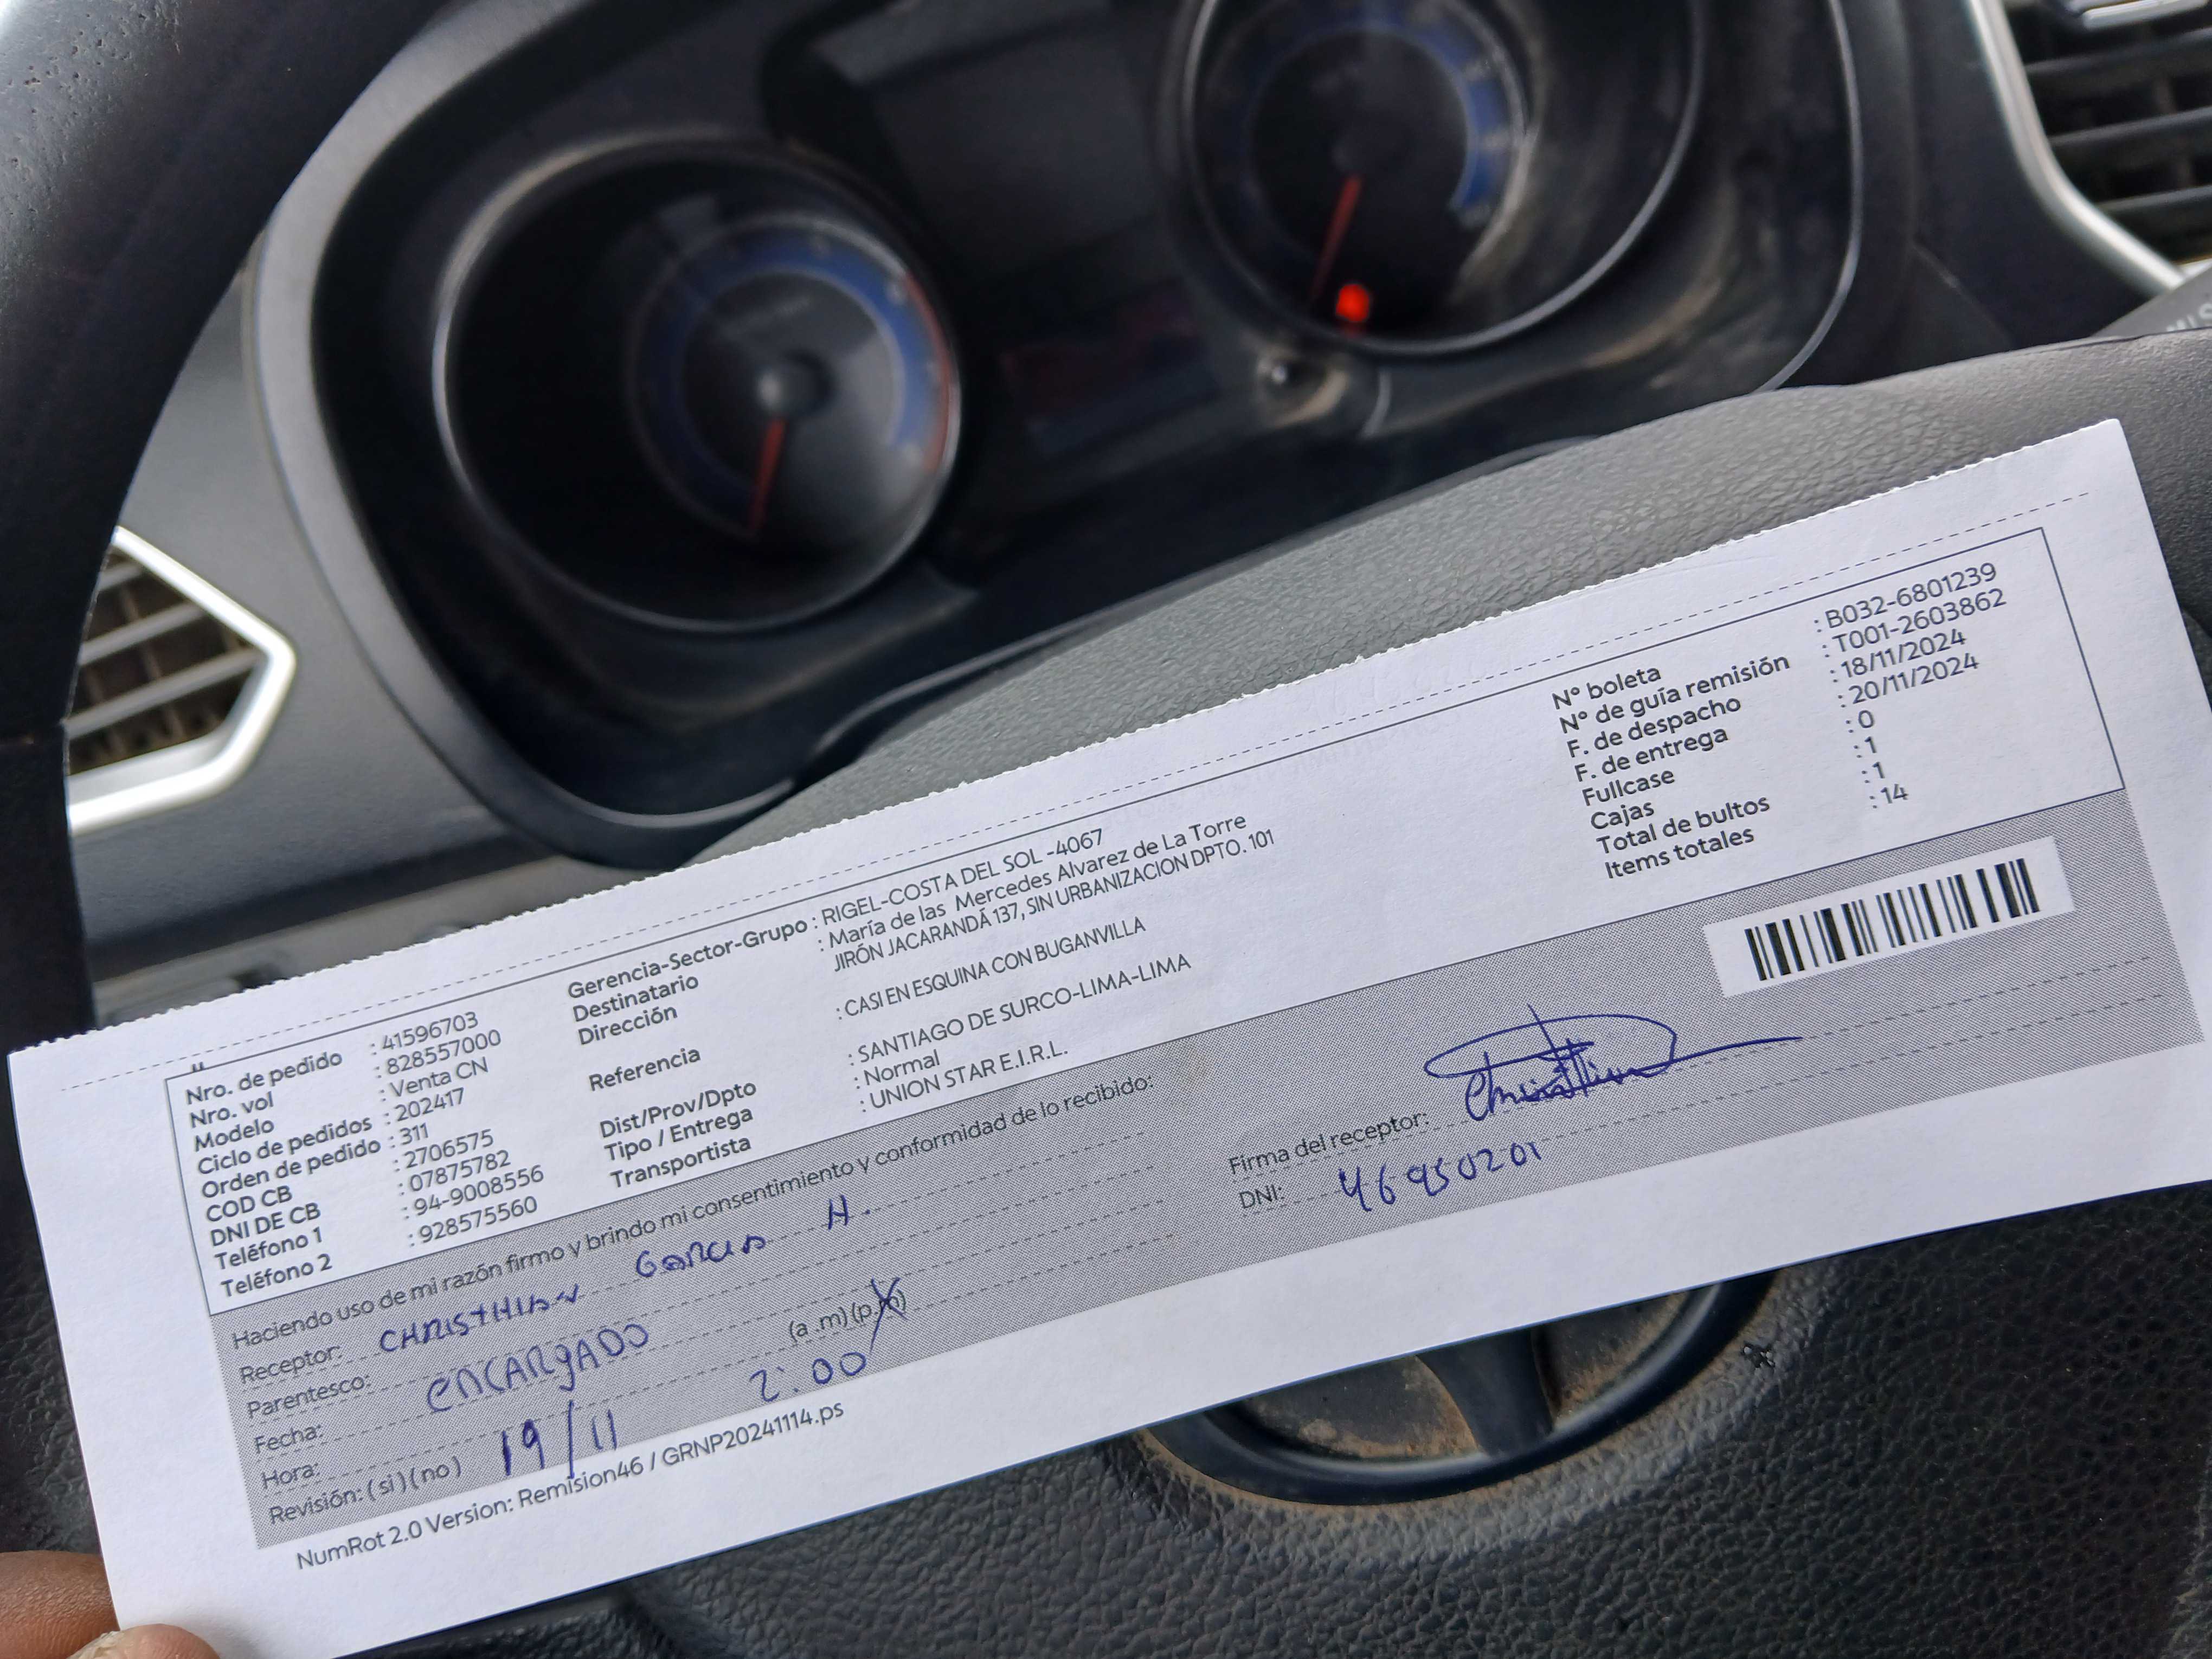 Nro. de pedido : 41596703
Nro. vol : 828557000
Modelo : Venta CN
Ciclo de pedidos : 202417
Orden de pedido : 311
COD CB : 2706575
DNI DE CB : 07875782
Teléfono 1 : 94-9008556
Teléfono 2 : 928575560
Gerencia-Sector-Grupo : RIGEL-COSTA DEL SOL -4067
Destinatario : María de las Mercedes Alvarez de La Torre
Dirección JIRÓN JACARANDÁ 137, SIN URBANIZACION DPTO. 101
Referencia : CASI EN ESQUINA CON BUGANVILLA
Dist/Prov/Dpto : SANTIAGO DE SURCO-LIMA-LIMA
Tipo / Entrega : Normal
Transportista : UNION STAR E.I.R.L.
N° boleta : B032-6801239
N° de guía remisión : T001-2603862
F. de despacho : 18/11/2024
F. de entrega : 20/11/2024
Fullcase : 0
Cajas : 1
Total de bultos : 1
Items totales : 14
Haciendo uso de mi razón firmo y brindo mi consentimiento y conformidad de lo recibido:
Receptor: CHRISTHIAN GARCIA H.
Parentesco: encARgADO
Fecha: 19/11
Hora: 2:00 (a .m) (p.m)
Revisión: (si) (no)
Firma del receptor:
DNI: 46950201
NumRot 2.0 Version: Remision46 / GRNP20241114.ps